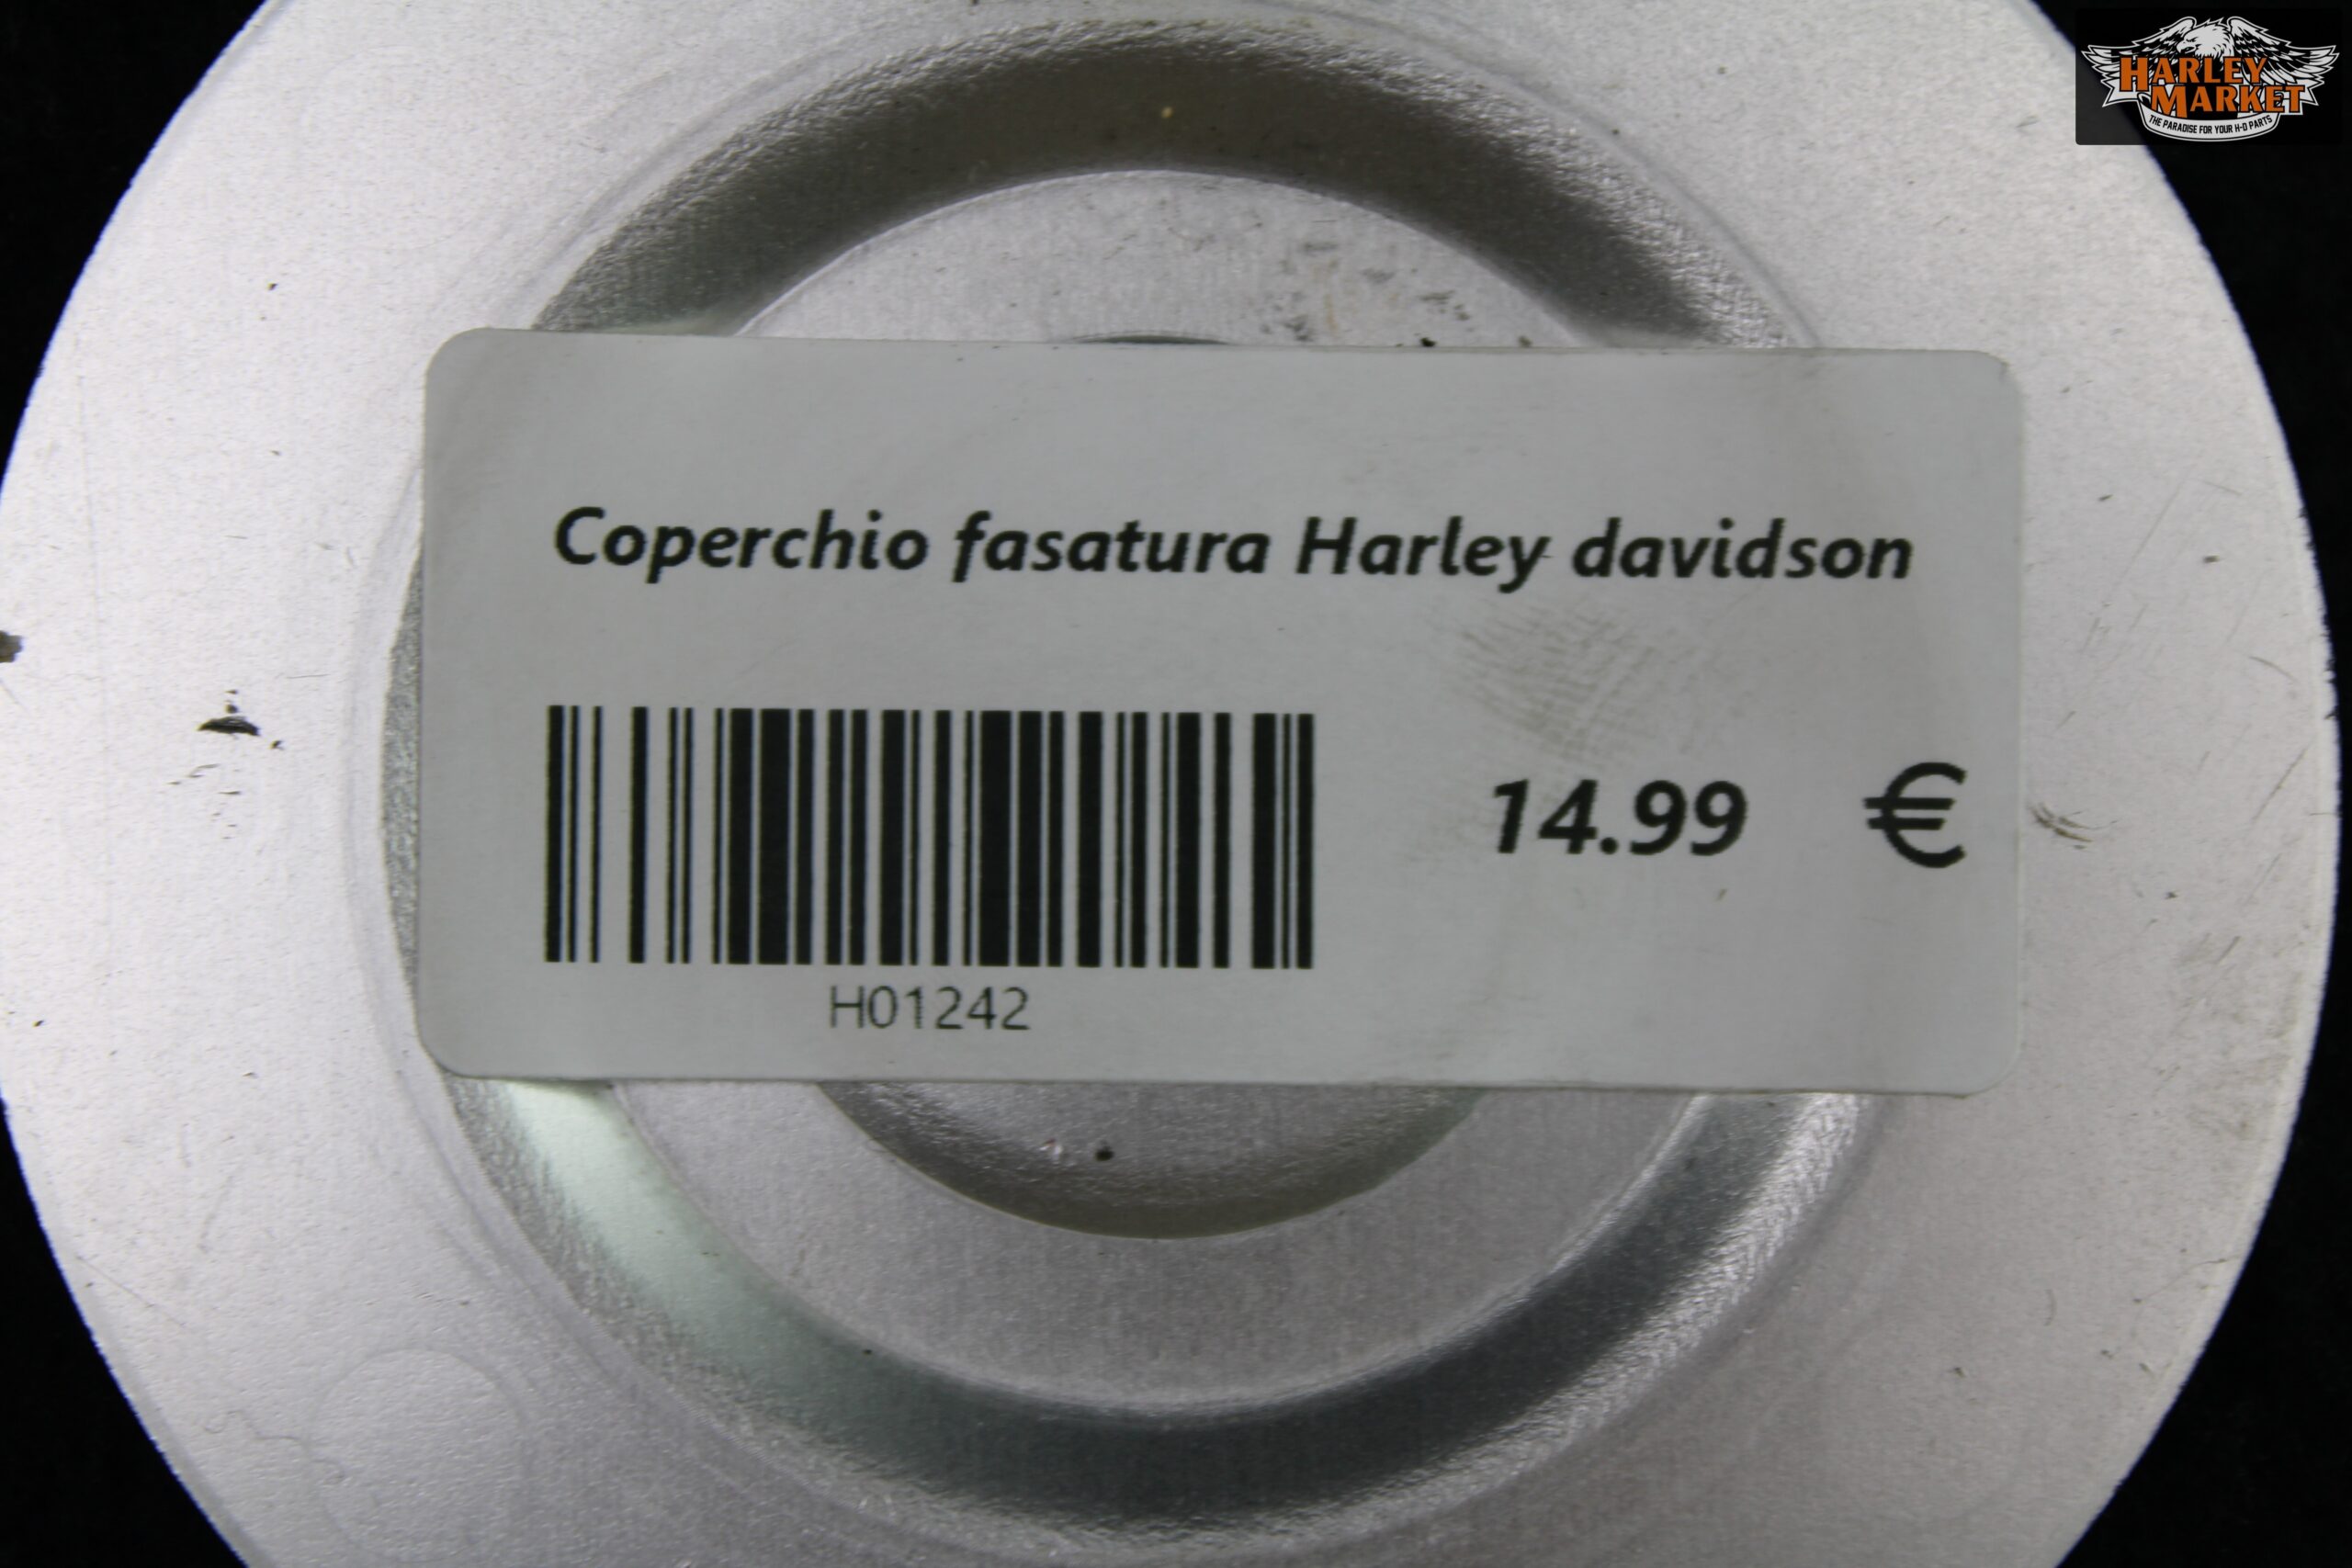 HARLEY
MARKET
THE PARADISE FOR YOUR H-D PARTS
Coperchio fasatura Harley davidson
14.99 €
H01242